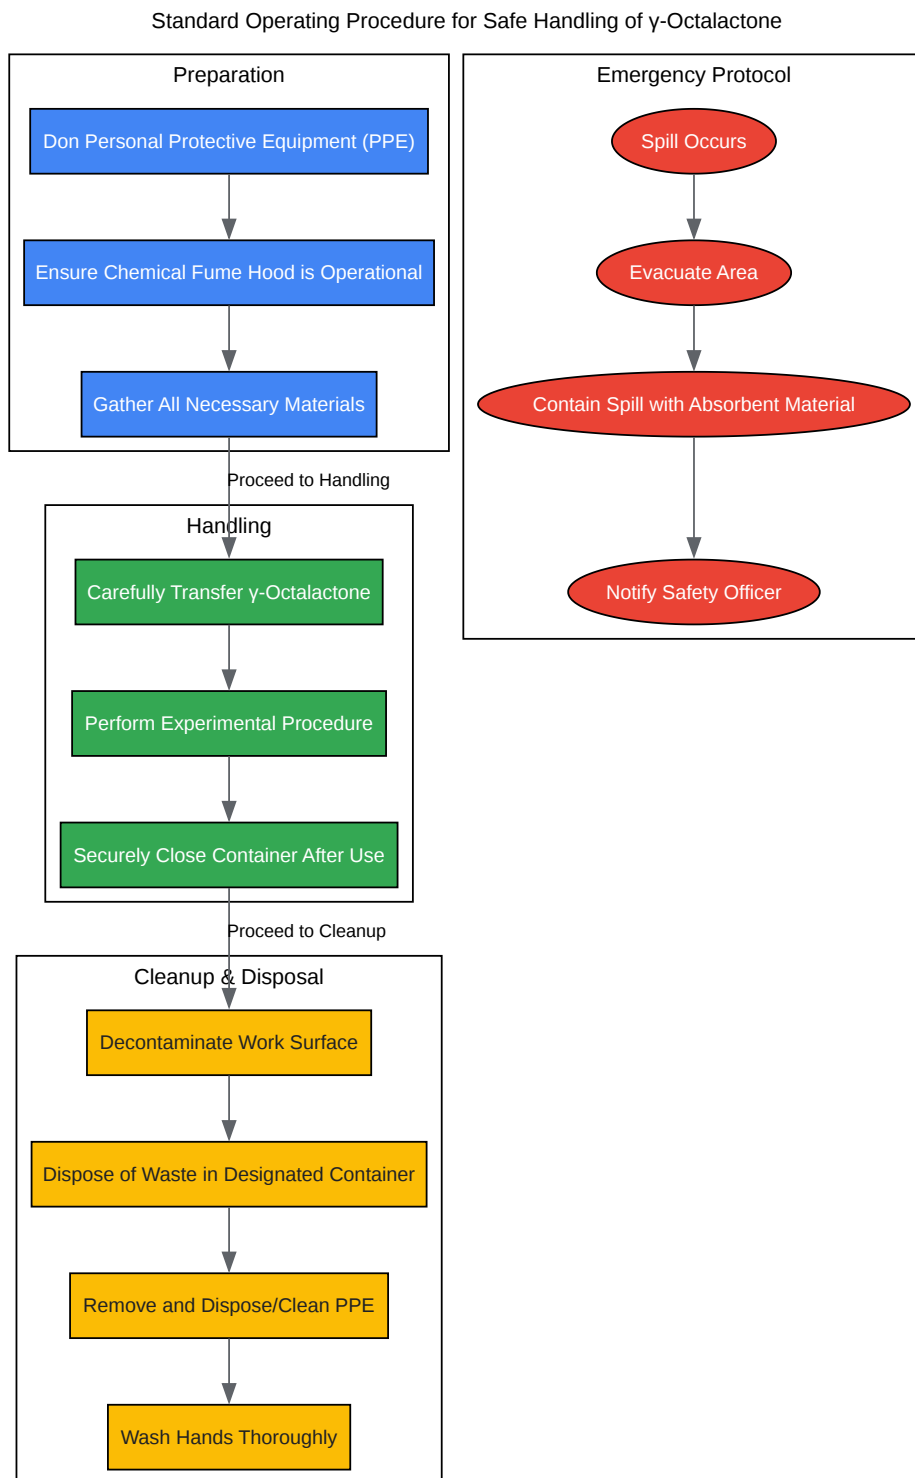 Standard Operating Procedure for Safe Handling of γ-Octalactone
Preparation
Don Personal Protective Equipment (PPE)
Ensure Chemical Fume Hood is Operational
Gather All Necessary Materials
Proceed to Handling
Handling
Carefully Transfer γ-Octalactone
Perform Experimental Procedure
Securely Close Container After Use
Proceed to Cleanup
Cleanup & Disposal
Decontaminate Work Surface
Dispose of Waste in Designated Container
Remove and Dispose/Clean PPE
Wash Hands Thoroughly
Emergency Protocol
Spill Occurs
Evacuate Area
Contain Spill with Absorbent Material
Notify Safety Officer